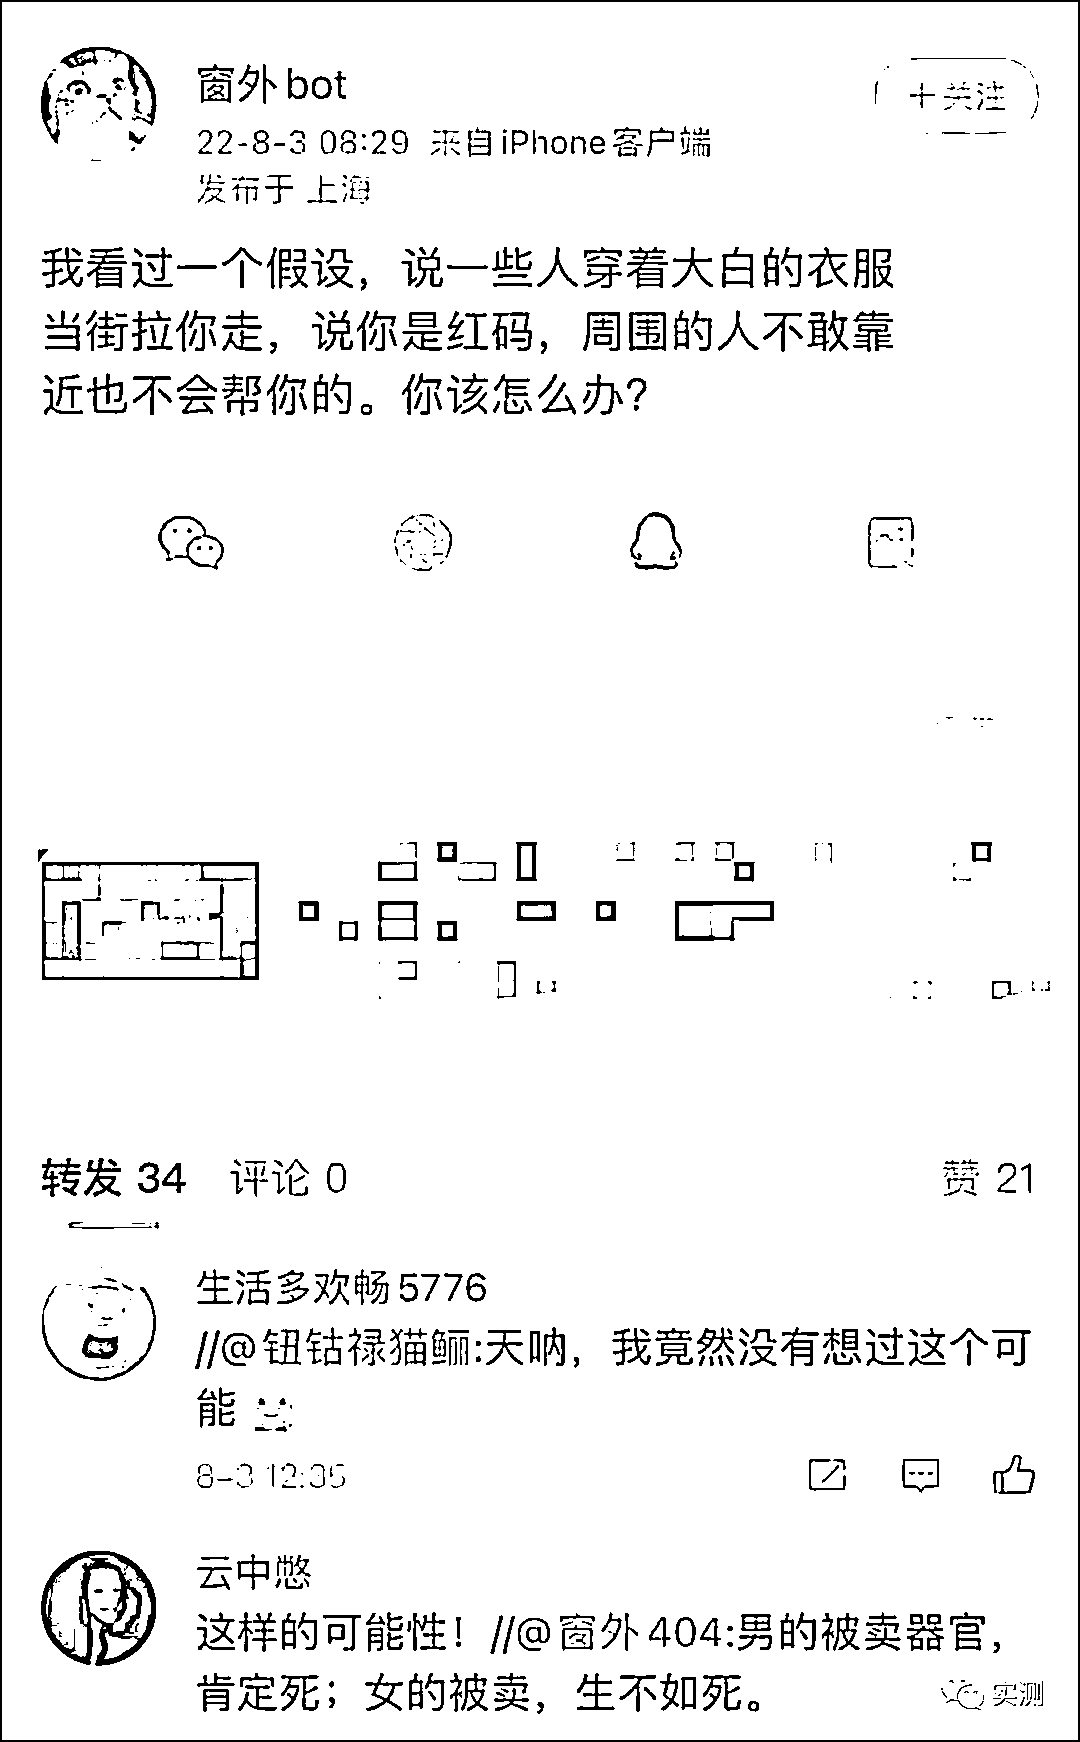 窗外bot
+关注
22-8-3 08:29 来自iPhone客户端
发布于 上海
我看过一个假设，说一些人穿着大白的衣服
当街拉你走，说你是红码，周围的人不敢靠
近也不会帮你的。你该怎么办？
转发 34 评论 0 赞 21
生活多欢畅5776
//@钮钴禄猫鲡:天呐，我竟然没有想过这个可
能
8-3 12:35
云中憋
这样的可能性！//@窗外404:男的被卖器官，
肯定死；女的被卖，生不如死。
实测